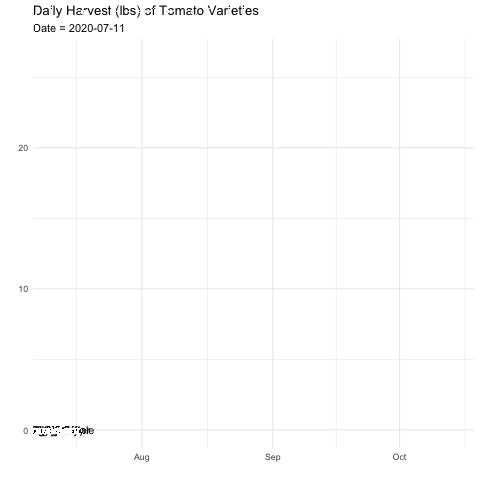 Daily Harvest (lbs) of Tomato Varieties
Date = 2020-07-11
20
10
0
Aug Sep Oct